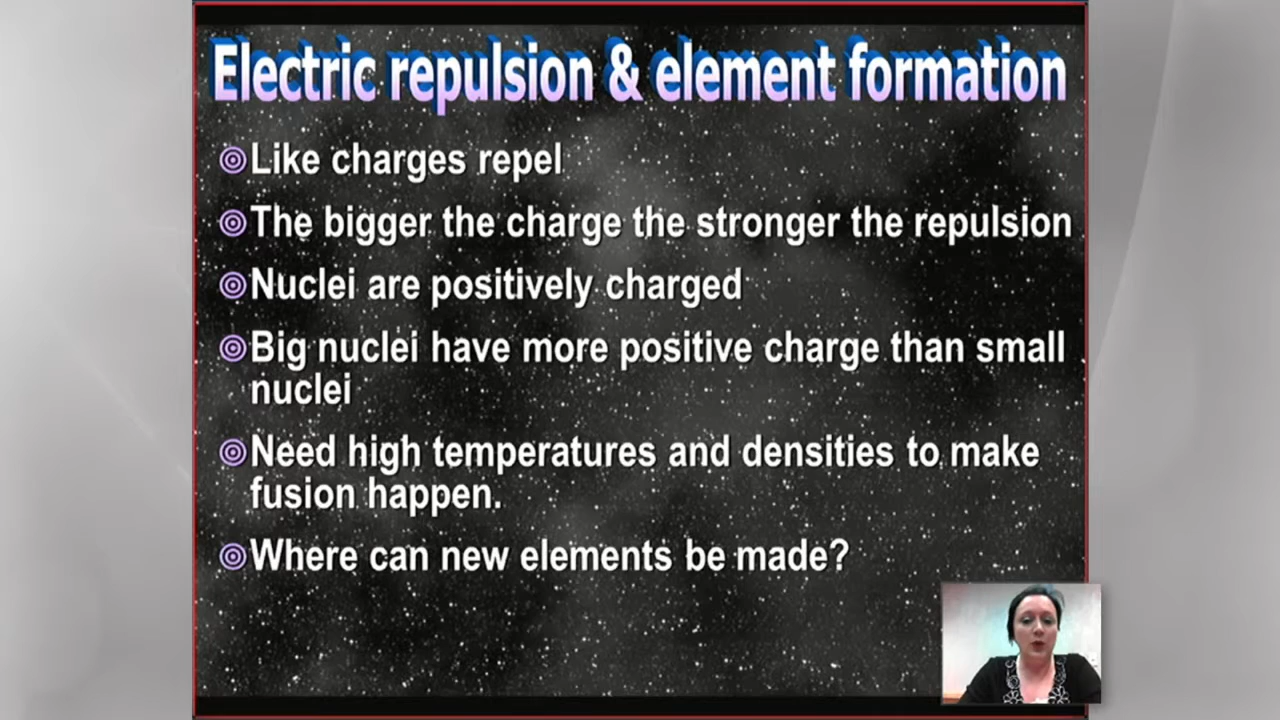 Electric repulsion & element formation
Like charges repel
The bigger the charge the stronger the repulsion
Nuclei are positively charged
Big nuclei have more positive charge than small
nuclei
Need high temperatures and densities to make
fusion happen.
Where can new elements be made?